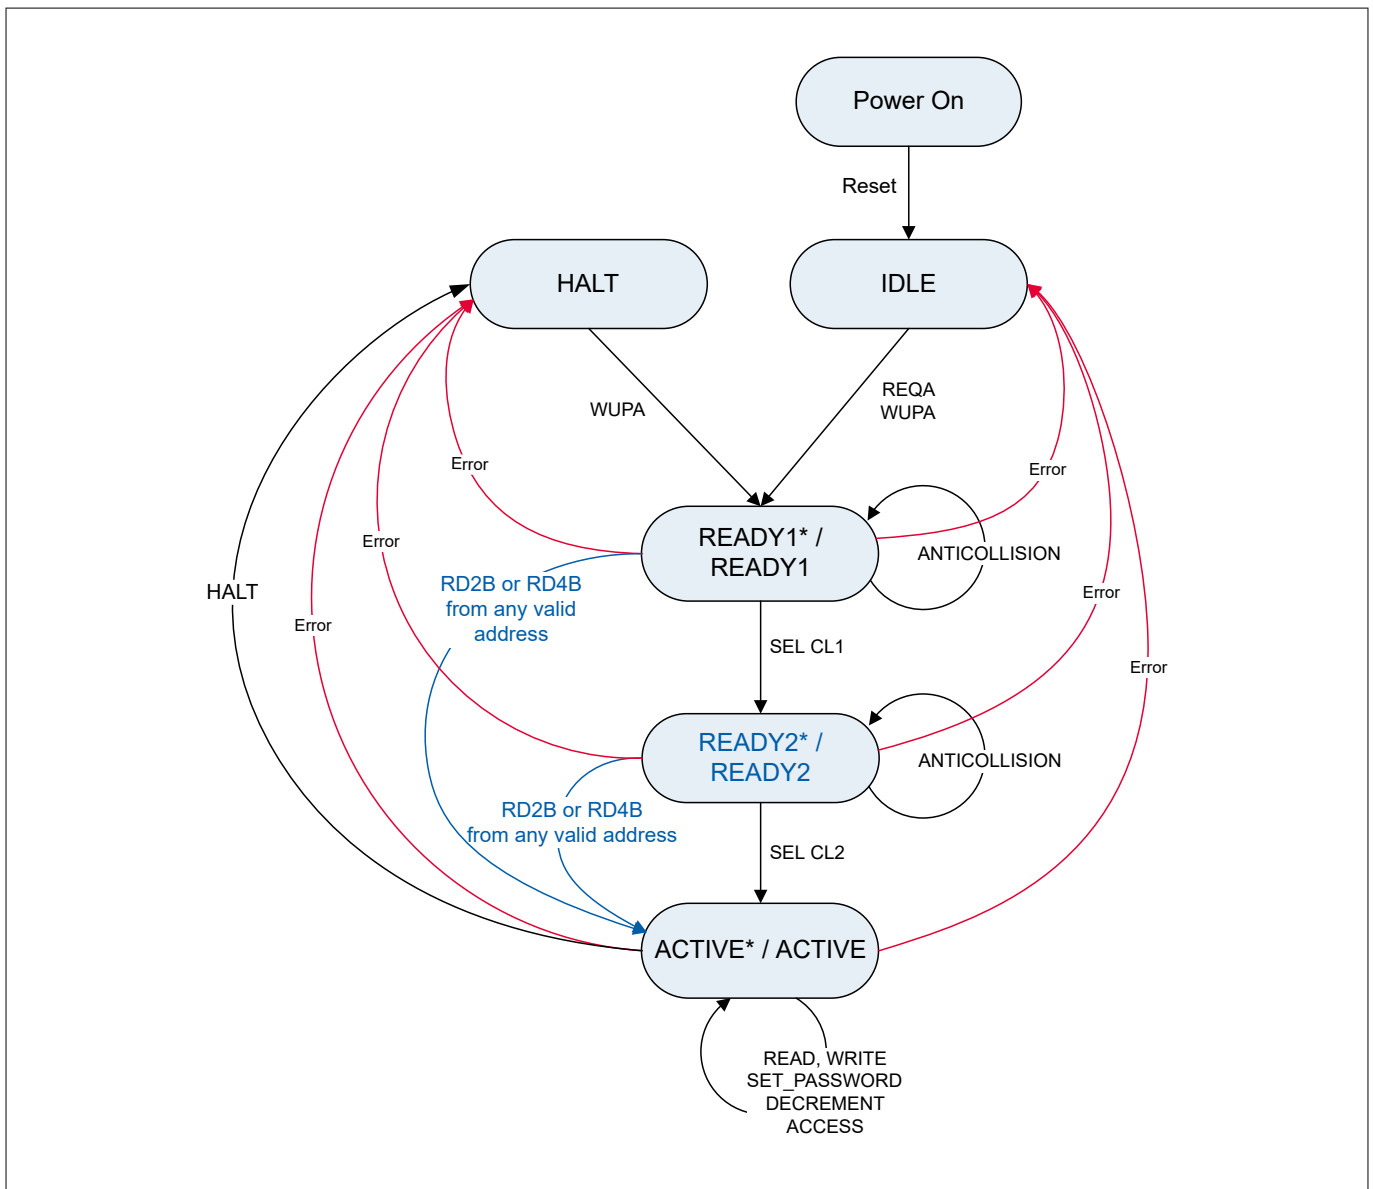 Power On
Reset
HALT
IDLE
WUPA
REQA
WUPA
Error
Error
READY1* /
READY1
ANTICOLLISION
Error
RD2B or RD4B
from any valid
address
HALT
Error
Error
SEL CL1
Error
READY2* /
READY2
ANTICOLLISION
RD2B or RD4B
from any valid address
SEL CL2
ACTIVE* / ACTIVE
READ, WRITE
SET_PASSWORD
DECREMENT
ACCESS